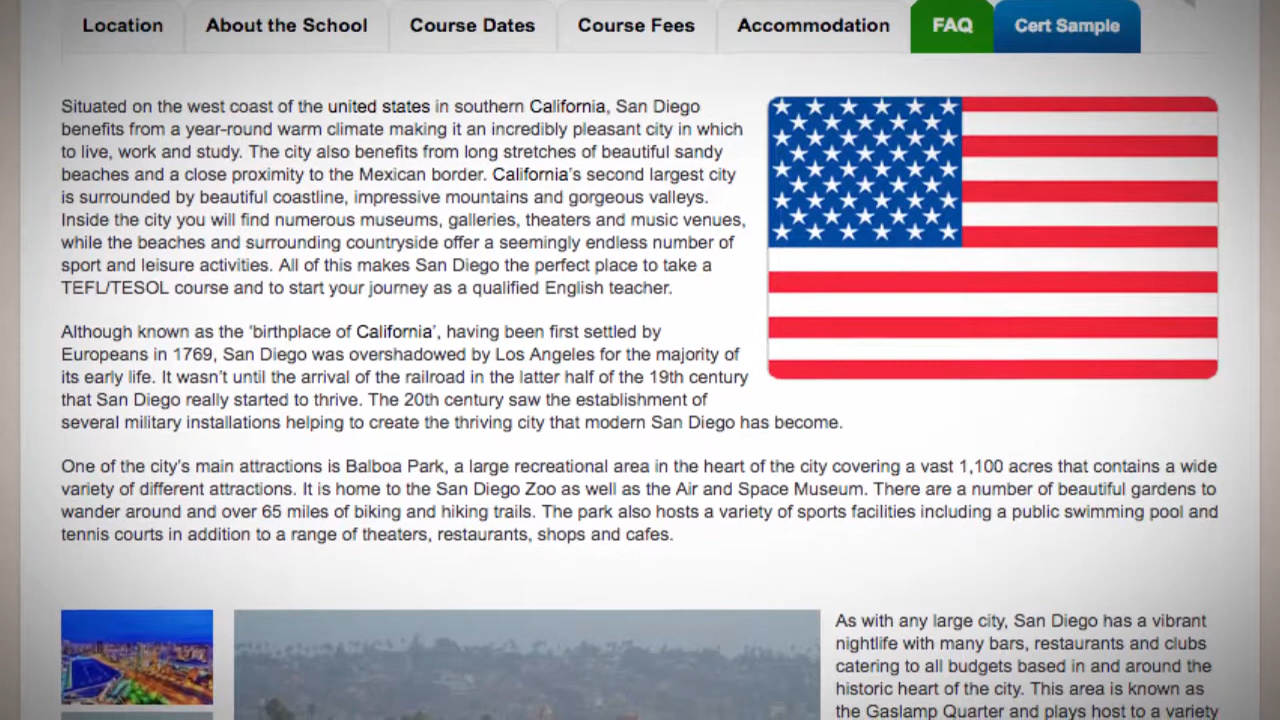 Location About the School Course Dates Course Fees Accommodation FAQ Cert Sample
Situated on the west coast of the united states in southern California, San Diego
benefits from a year-round warm climate making it an incredibly pleasant city in which
to live, work and study. The city also benefits from long stretches of beautiful sandy
beaches and a close proximity to the Mexican border. California's second largest city
is surrounded by beautiful coastline, impressive mountains and gorgeous valleys.
Inside the city you will find numerous museums, galleries, theaters and music venues,
while the beaches and surrounding countryside offer a seemingly endless number of
sport and leisure activities. All of this makes San Diego the perfect place to take a
TEFL/TESOL course and to start your journey as a qualified English teacher.
Although known as the 'birthplace of California', having been first settled by
Europeans in 1769, San Diego was overshadowed by Los Angeles for the majority of
its early life. It wasn't until the arrival of the railroad in the latter half of the 19th century
that San Diego really started to thrive. The 20th century saw the establishment of
several military installations helping to create the thriving city that modern San Diego has become.
One of the city's main attractions is Balboa Park, a large recreational area in the heart of the city covering a vast 1,100 acres that contains a wide
variety of different attractions. It is home to the San Diego Zoo as well as the Air and Space Museum. There are a number of beautiful gardens to
wander around and over 65 miles of biking and hiking trails. The park also hosts a variety of sports facilities including a public swimming pool and
tennis courts in addition to a range of theaters, restaurants, shops and cafes.
As with any large city, San Diego has a vibrant
nightlife with many bars, restaurants and clubs
catering to all budgets based in and around the
historic heart of the city. This area is known as
the Gaslamp Quarter and plays host to a variety